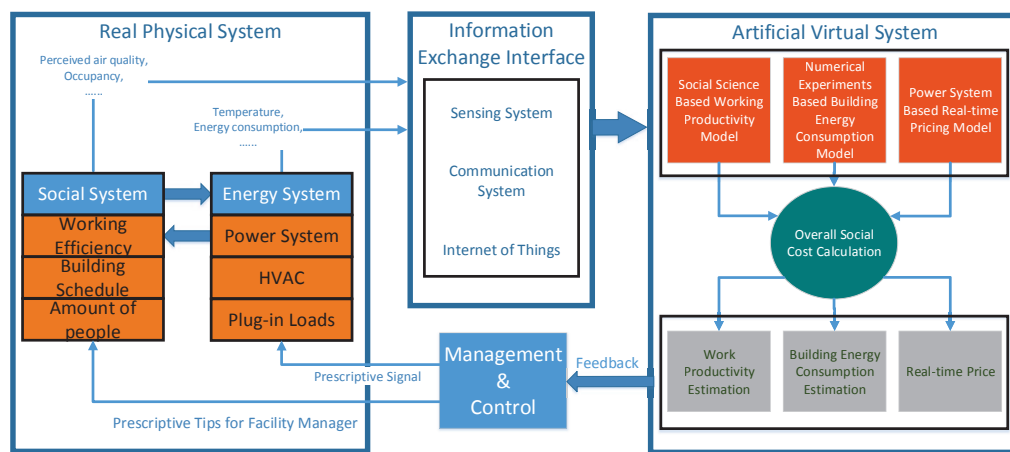 Real Physical System
Perceived air quality,
Occupancy,
......
Temperature,
Energy consumption,
......
Social System
Working
Efficiency
Building
Schedule
Amount of
people
Energy System
Power System
HVAC
Plug-in Loads
Prescriptive Signal
Prescriptive Tips for Facility Manager
Information
Exchange Interface
Sensing System
Communication
System
Internet of Things
Management
&
Control
Feedback
Artificial Virtual System
Social Science
Based Working
Productivity
Model
Numerical
Experiments
Based Building
Energy
Consumption
Model
Power System
Based Real-time
Pricing Model
Overall Social
Cost Calculation
Work
Productivity
Estimation
Building Energy
Consumption
Estimation
Real-time Price